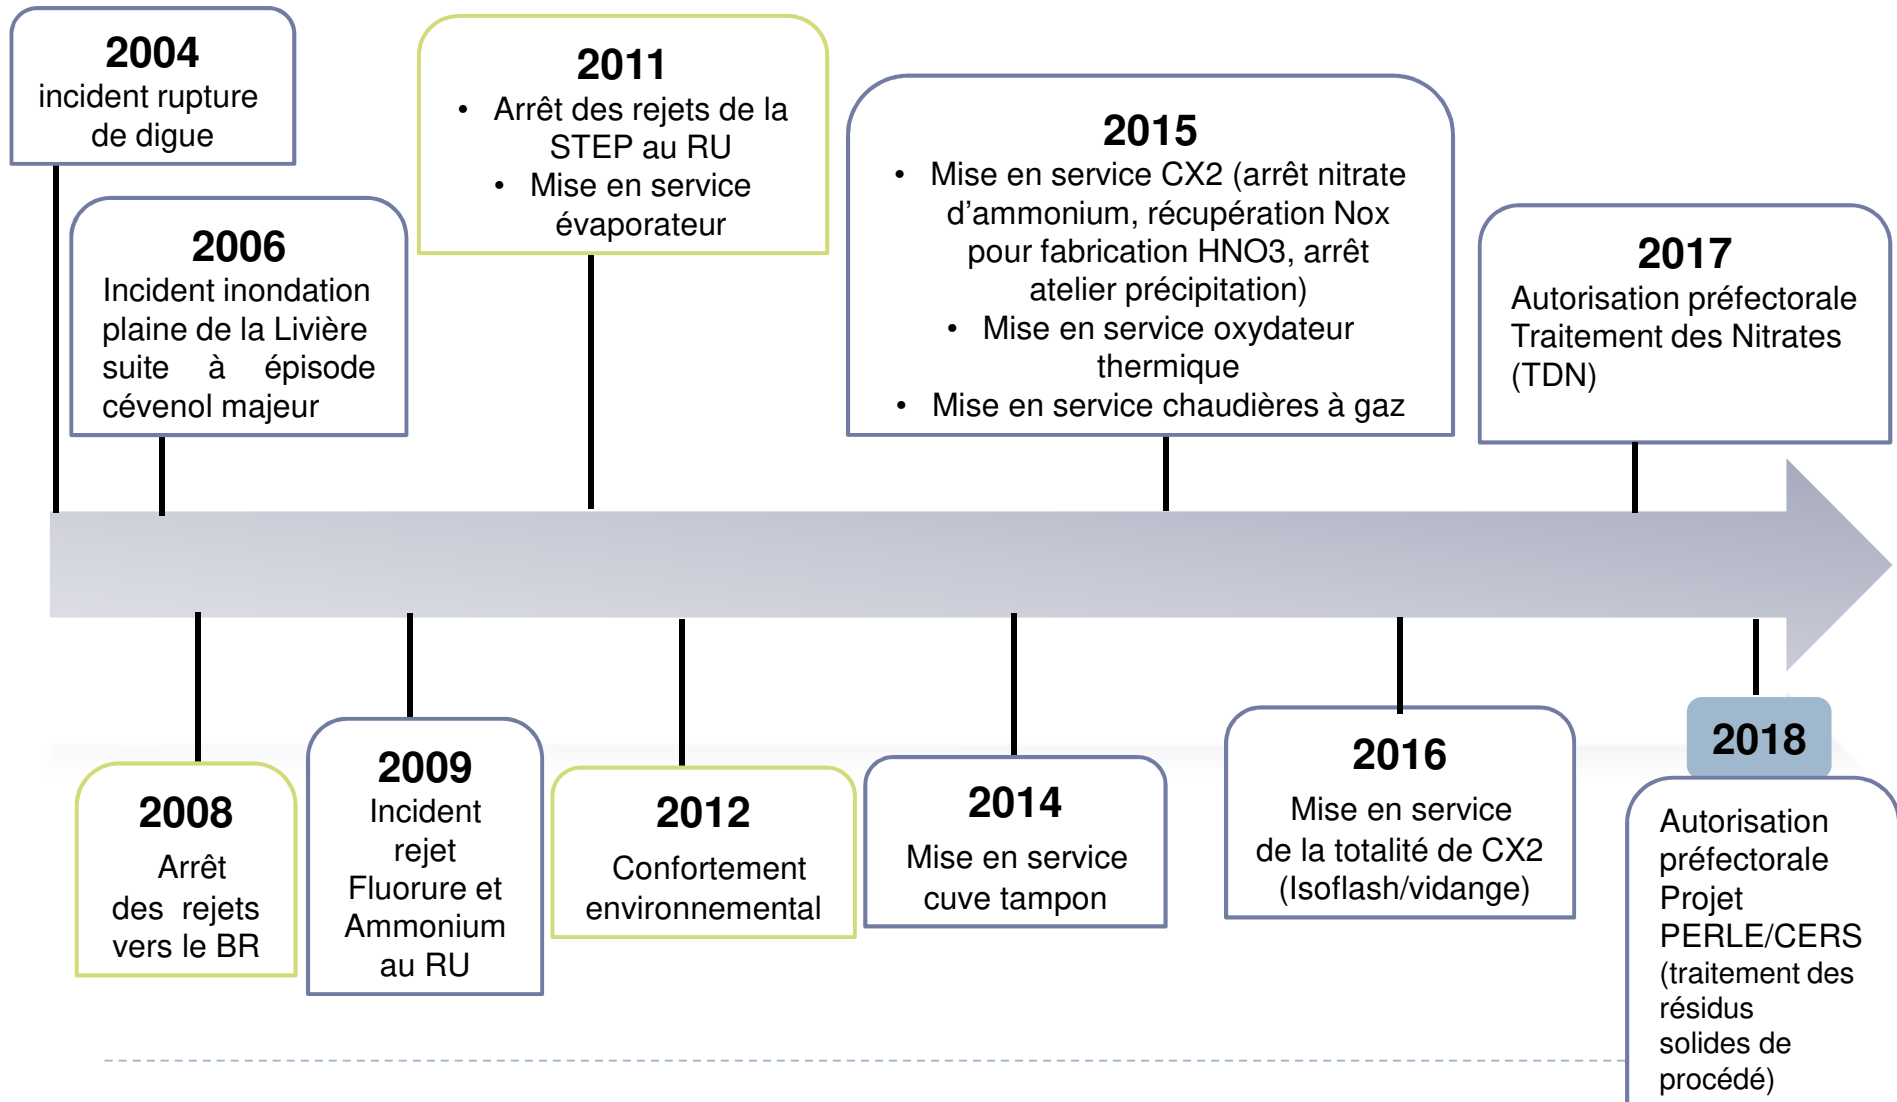 2004
incident rupture
de digue
2006
Incident inondation
plaine de la Livière
suite à épisode
cévenol majeur
2011
• Arrêt des rejets de la
STEP au RU
• Mise en service
évaporateur
2015
• Mise en service CX2 (arrêt nitrate
d’ammonium, récupération Nox
pour fabrication HNO3, arrêt
atelier précipitation)
• Mise en service oxydateur
thermique
• Mise en service chaudières à gaz
2017
Autorisation préfectorale
Traitement des Nitrates
(TDN)
2008
Arrêt
des rejets
vers le BR
2009
Incident
rejet
Fluorure et
Ammonium
au RU
2012
Confortement
environnemental
2014
Mise en service
cuve tampon
2016
Mise en service
de la totalité de CX2
(Isoflash/vidange)
2018
Autorisation
préfectorale
Projet
PERLE/CERS
(traitement des
résidus
solides de
procédé)